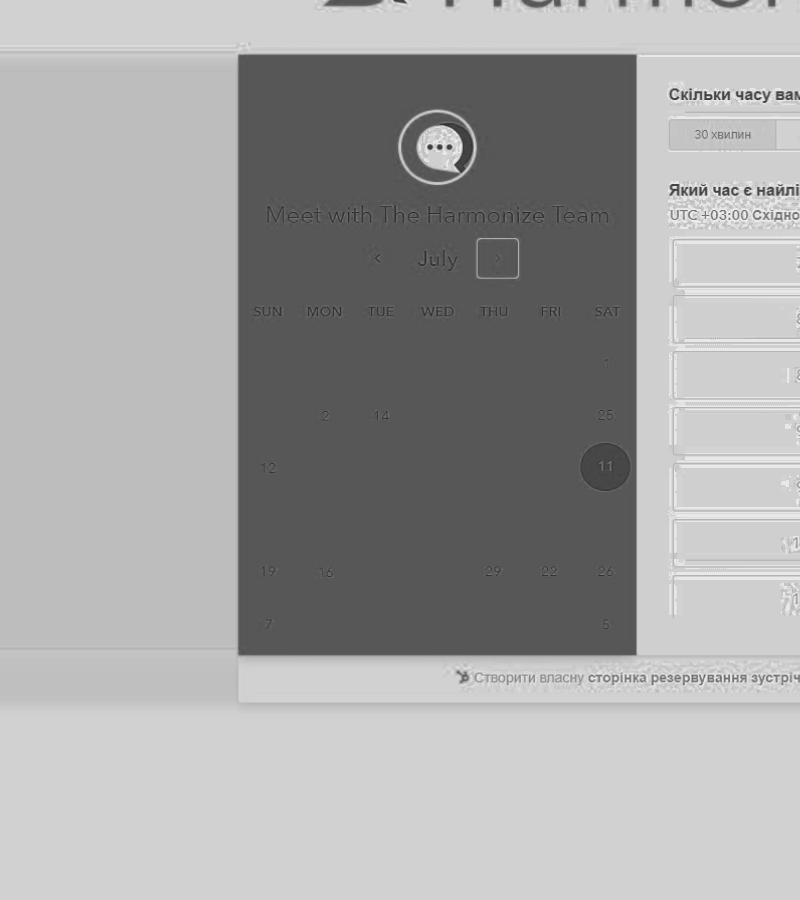 Meet with The Harmonize Team
July
SUN MON TUE WED THU FRI SAT
1
2 14 25
12 11
19 16 29 22 26
7 5
Скільки часу вам
30 хвилин
Який час є найлі
UTC +03:00 Східно
Створити власну сторінка резервування зустріч